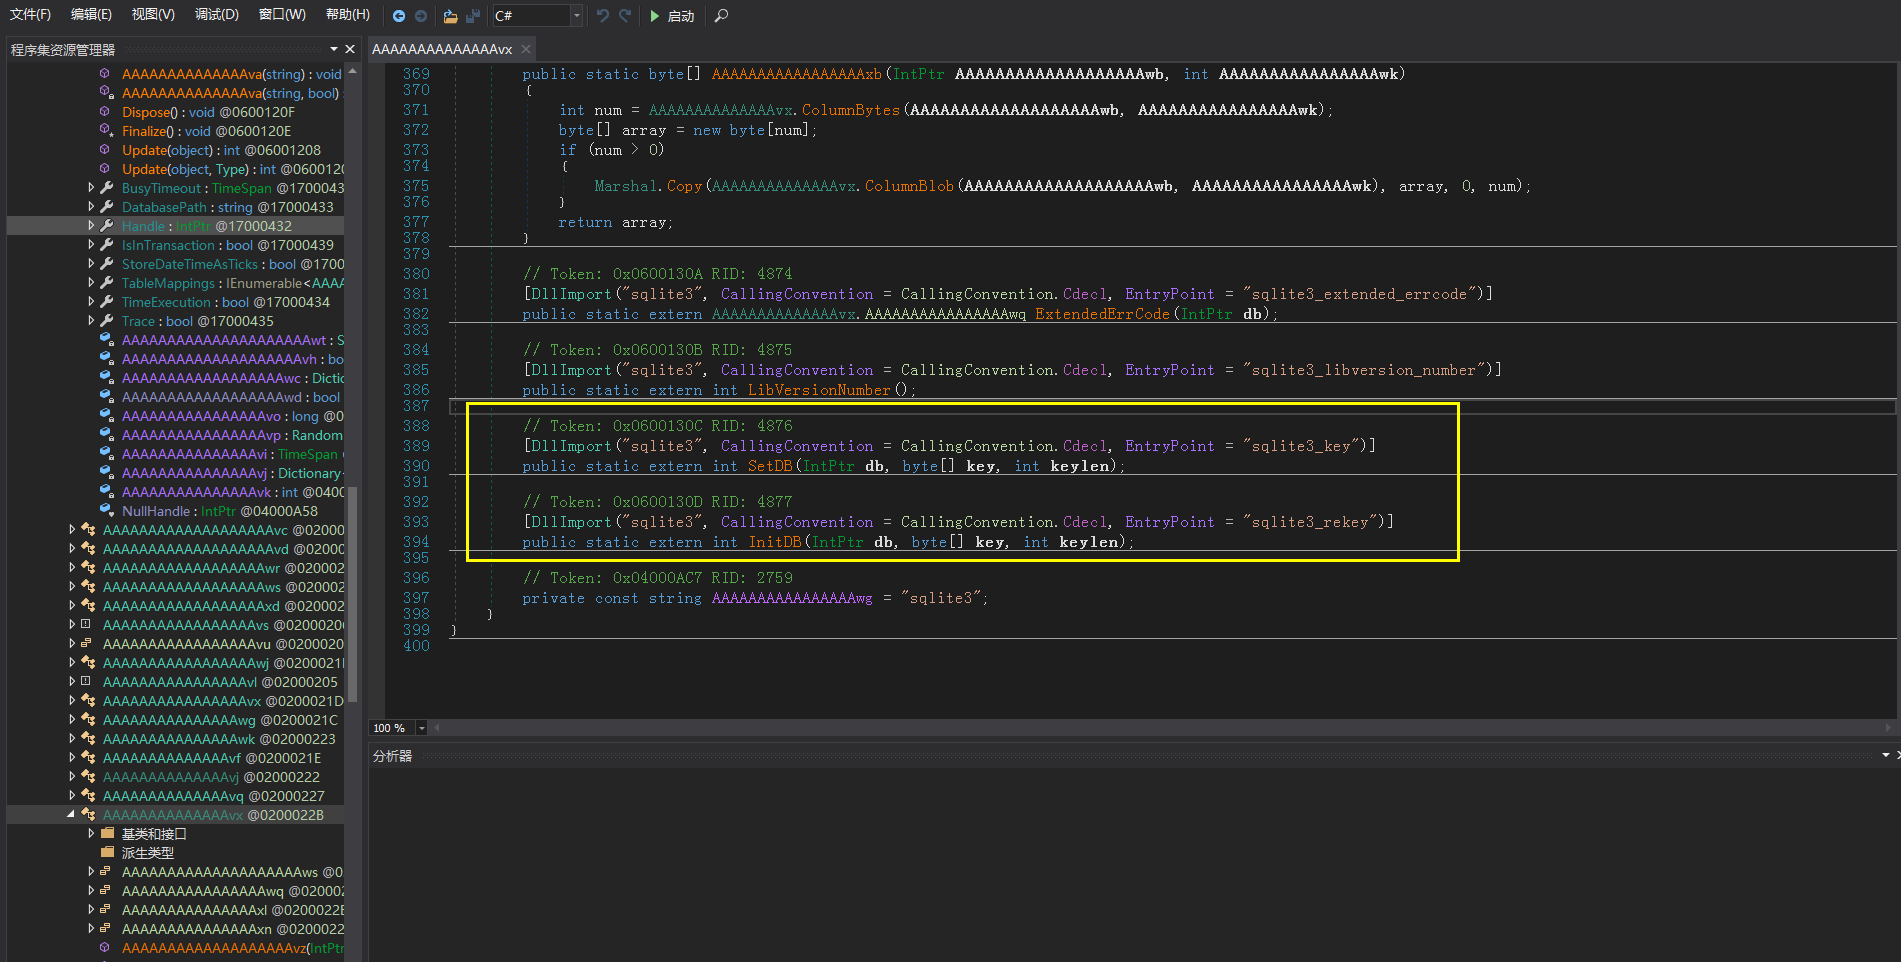 文件(F) 编辑(E) 视图(V) 调试(D) 窗口(W) 帮助(H) C# 启动
程序集资源管理器
AAAAAAAAAAAAAAva(string) : void
AAAAAAAAAAAAAAva(string, bool) :
Dispose() : void @0600120F
Finalize() : void @0600120E
Update(object) : int @06001208
Update(object, Type) : int @0600120
BusyTimeout : TimeSpan @1700043
DatabasePath : string @17000433
Handle : IntPtr @17000432
IsInTransaction : bool @17000439
StoreDateTimeAsTicks : bool @1700
TableMappings : IEnumerable<AAAA
TimeExecution : bool @17000434
Trace : bool @17000435
AAAAAAAAAAAAAAAAAAAAAwt : S
AAAAAAAAAAAAAAAAAAAAvh : bo
AAAAAAAAAAAAAAAAAAwc : Dictio
AAAAAAAAAAAAAAAAAAwd : bool
AAAAAAAAAAAAAAAAvo : long @0
AAAAAAAAAAAAAAAAvp : Random
AAAAAAAAAAAAAAAvi : TimeSpan
AAAAAAAAAAAAAAAvj : Dictionary
AAAAAAAAAAAAAAAvk : int @0400
NullHandle : IntPtr @04000A58
AAAAAAAAAAAAAAAAAAAvc @02000
AAAAAAAAAAAAAAAAAAAvd @02000
AAAAAAAAAAAAAAAAAAwr @020002
AAAAAAAAAAAAAAAAAAws @020002
AAAAAAAAAAAAAAAAAAxd @020002
AAAAAAAAAAAAAAAAAvs @0200020
AAAAAAAAAAAAAAAAAvu @0200020
AAAAAAAAAAAAAAAAAwj @0200021
AAAAAAAAAAAAAAAAvl @02000205
AAAAAAAAAAAAAAAAvx @0200021D
AAAAAAAAAAAAAAAwg @0200021C
AAAAAAAAAAAAAAAwk @02000223
AAAAAAAAAAAAAAvf @0200021E
AAAAAAAAAAAAAAvj @02000222
AAAAAAAAAAAAAAvq @02000227
AAAAAAAAAAAAAAvx @0200022B
基类和接口
派生类型
AAAAAAAAAAAAAAAAAAAAws @0
AAAAAAAAAAAAAAAAwq @02000
AAAAAAAAAAAAAAAxl @0200022
AAAAAAAAAAAAAAAxn @0200022
AAAAAAAAAAAAAAAAAAAvz(IntPtr
AAAAAAAAAAAAAAvx
369 public static byte[] AAAAAAAAAAAAAAAAAxb(IntPtr AAAAAAAAAAAAAAAAAAAAAwb, int AAAAAAAAAAAAAAAAAwk)
370 {
371 int num = AAAAAAAAAAAAAAvx.ColumnBytes(AAAAAAAAAAAAAAAAAAAAAwb, AAAAAAAAAAAAAAAAAwk);
372 byte[] array = new byte[num];
373 if (num > 0)
374 {
375 Marshal.Copy(AAAAAAAAAAAAAAvx.ColumnBlob(AAAAAAAAAAAAAAAAAAAAAwb, AAAAAAAAAAAAAAAAAwk), array, 0, num);
376 }
377 return array;
378 }
379
380 // Token: 0x0600130A RID: 4874
381 [DllImport("sqlite3", CallingConvention = CallingConvention.Cdecl, EntryPoint = "sqlite3_extended_errcode")]
382 public static extern AAAAAAAAAAAAAAvx.AAAAAAAAAAAAAAAAwq ExtendedErrCode(IntPtr db);
383
384 // Token: 0x0600130B RID: 4875
385 [DllImport("sqlite3", CallingConvention = CallingConvention.Cdecl, EntryPoint = "sqlite3_libversion_number")]
386 public static extern int LibVersionNumber();
387
388 // Token: 0x0600130C RID: 4876
389 [DllImport("sqlite3", CallingConvention = CallingConvention.Cdecl, EntryPoint = "sqlite3_key")]
390 public static extern int SetDB(IntPtr db, byte[] key, int keylen);
391
392 // Token: 0x0600130D RID: 4877
393 [DllImport("sqlite3", CallingConvention = CallingConvention.Cdecl, EntryPoint = "sqlite3_rekey")]
394 public static extern int InitDB(IntPtr db, byte[] key, int keylen);
395
396 // Token: 0x04000AC7 RID: 2759
397 private const string AAAAAAAAAAAAAAAAwg = "sqlite3";
398 }
399 }
400
100 %
分析器